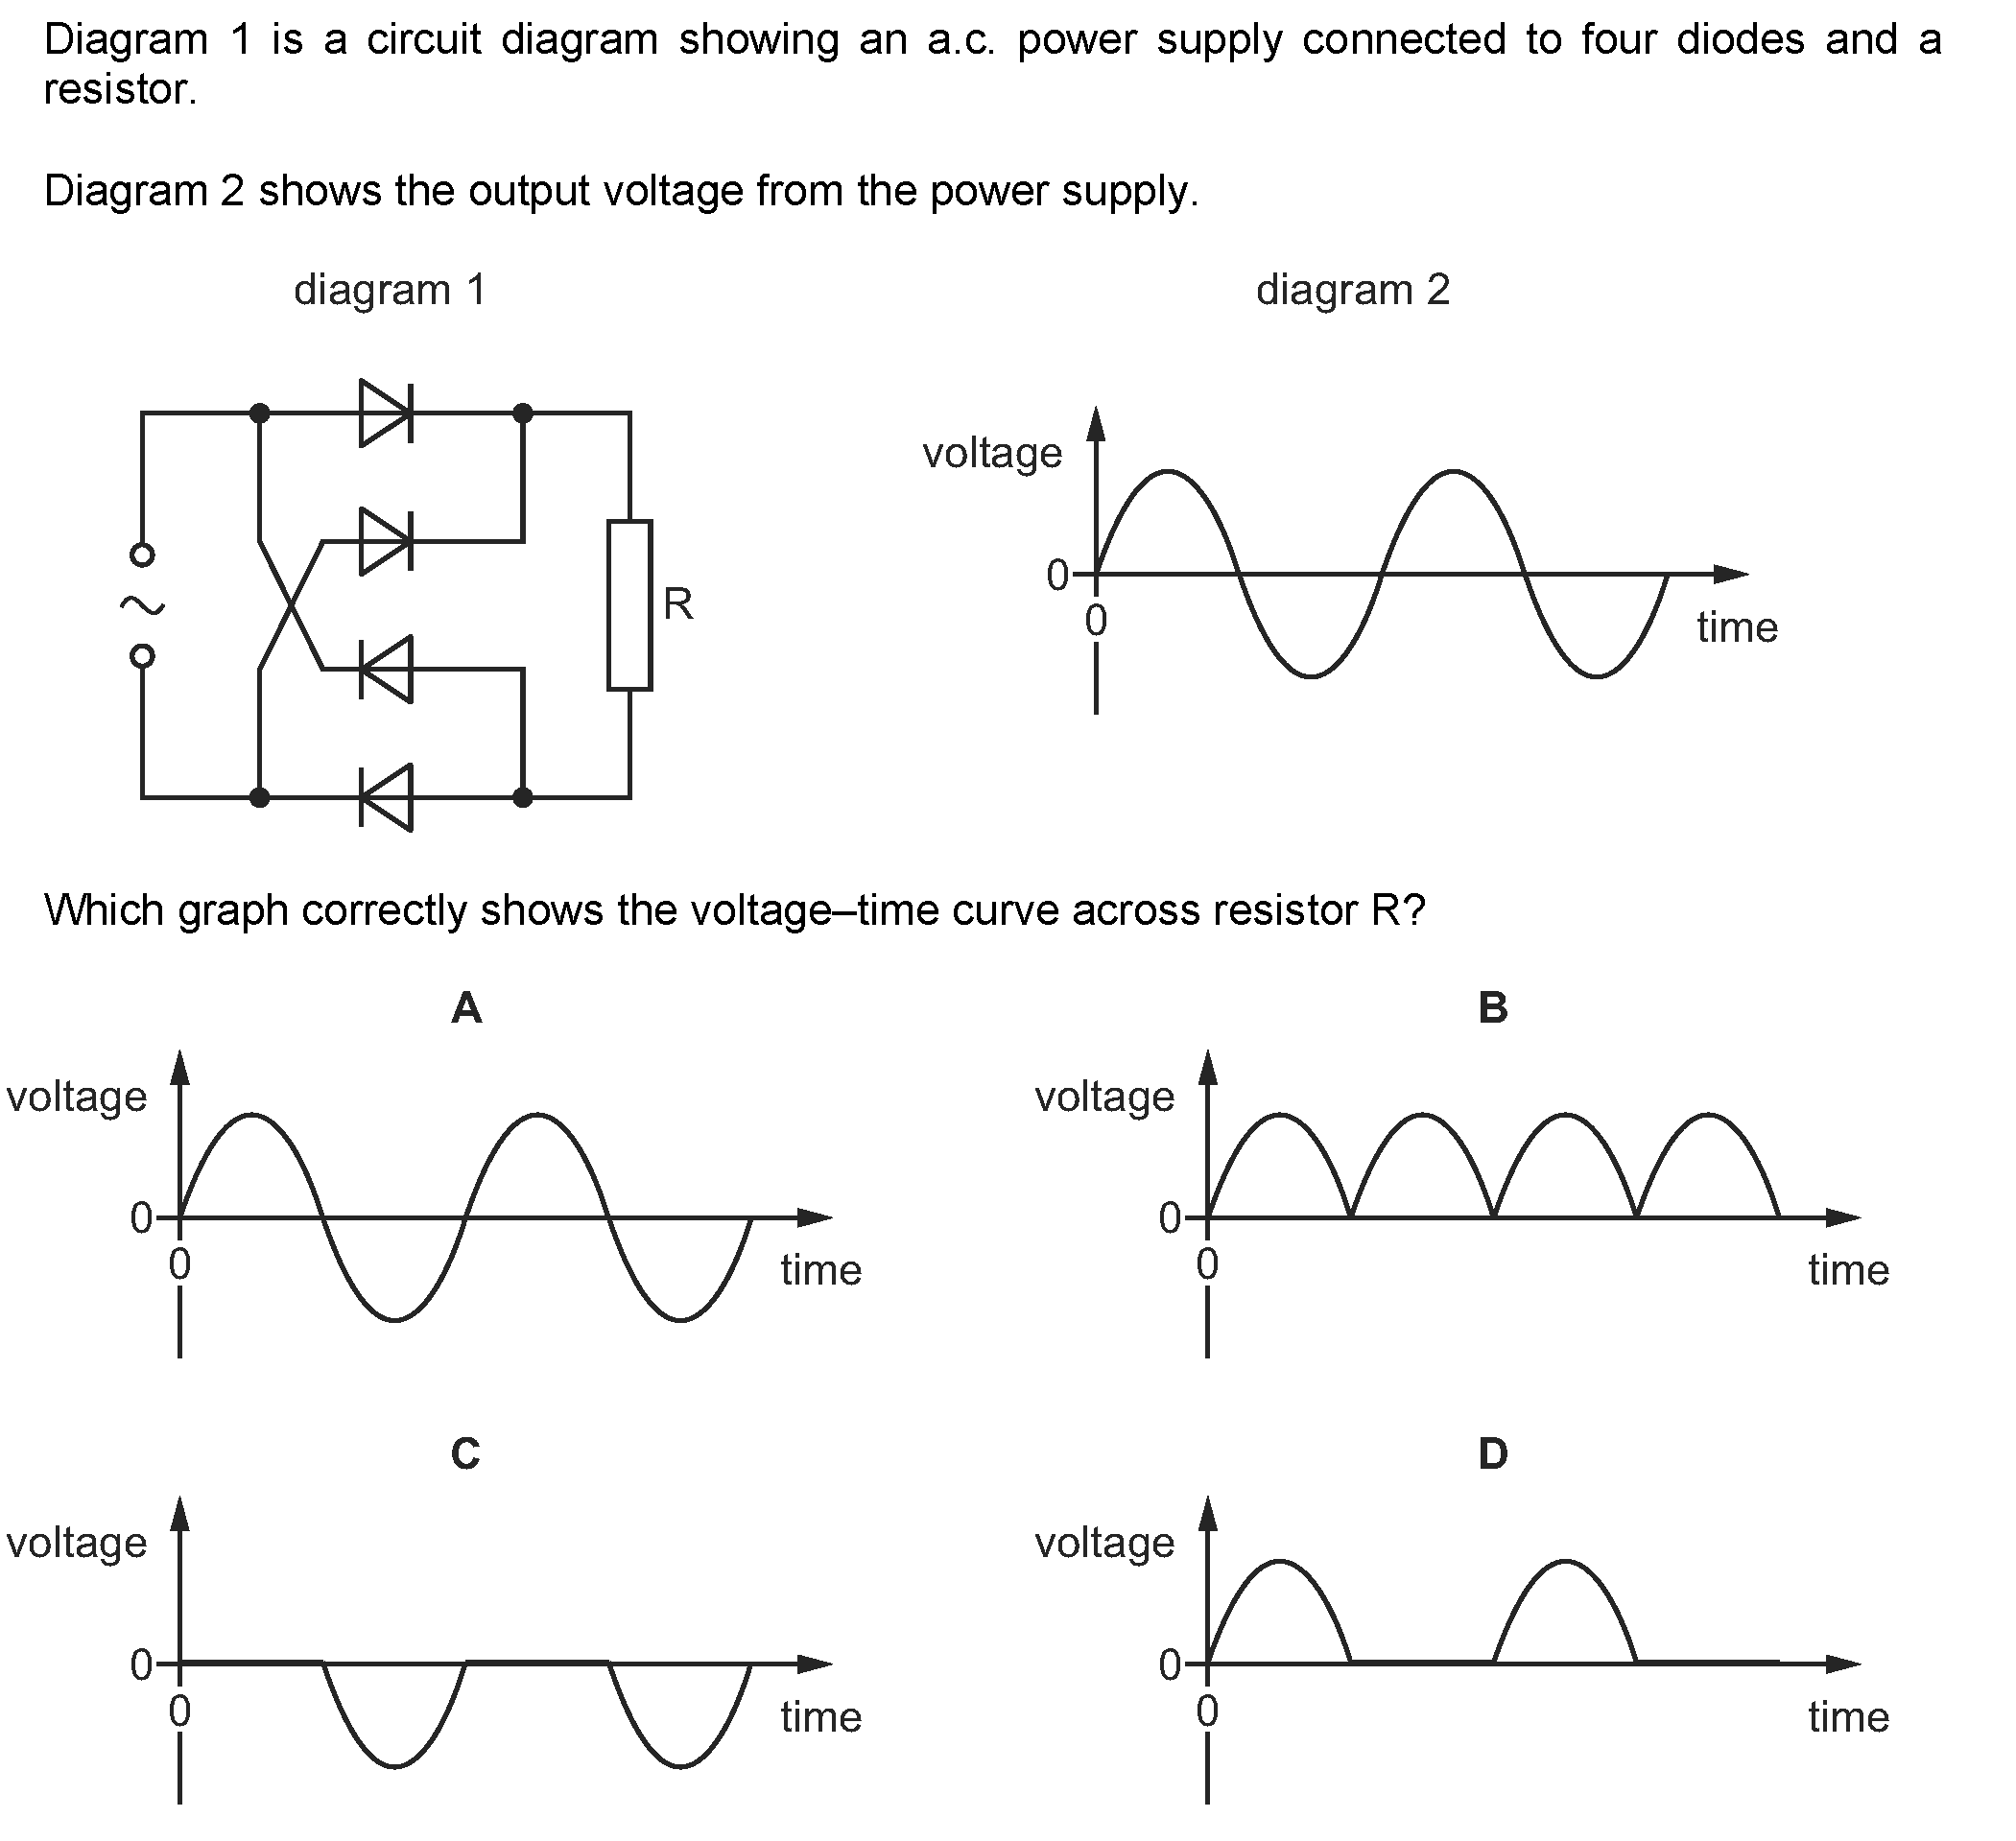 Diagram 1 is a circuit diagram showing an a.c. power supply connected to four diodes and a
resistor.
Diagram 2 shows the output voltage from the power supply.
diagram 1
diagram 2
~
R
voltage
0
0
time
Which graph correctly shows the voltage–time curve across resistor R?
A
voltage
0
0
time
B
voltage
0
0
time
C
voltage
0
0
time
D
voltage
0
0
time